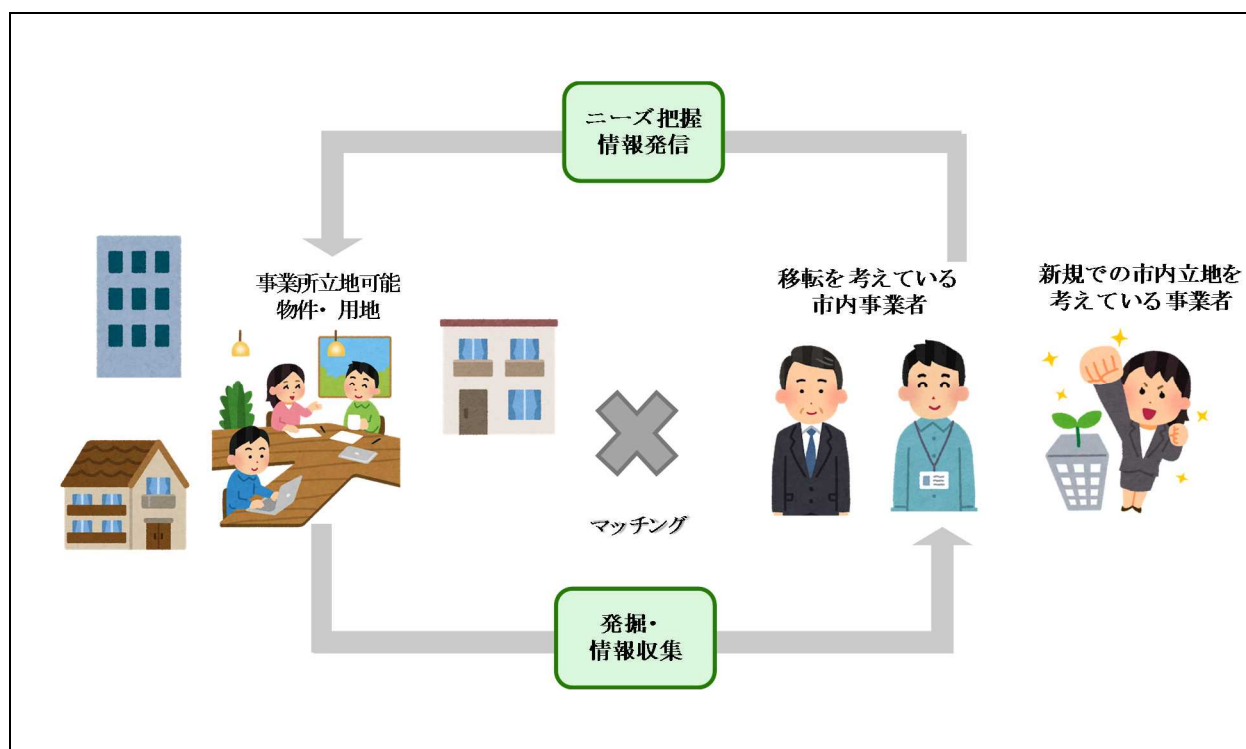 ニーズ把握
情報発信
事業所立地可能
物件・用地
移転を考えている
市内事業者
新規での市内立地を
考えている事業者
マッチング
発掘・
情報収集